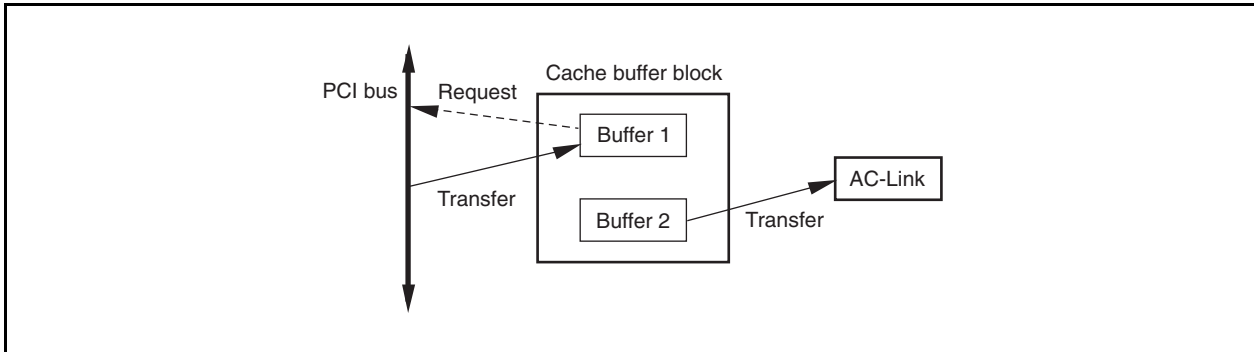 Cache buffer block
PCI bus
Request
Buffer 1
Transfer
AC-Link
Buffer 2
Transfer